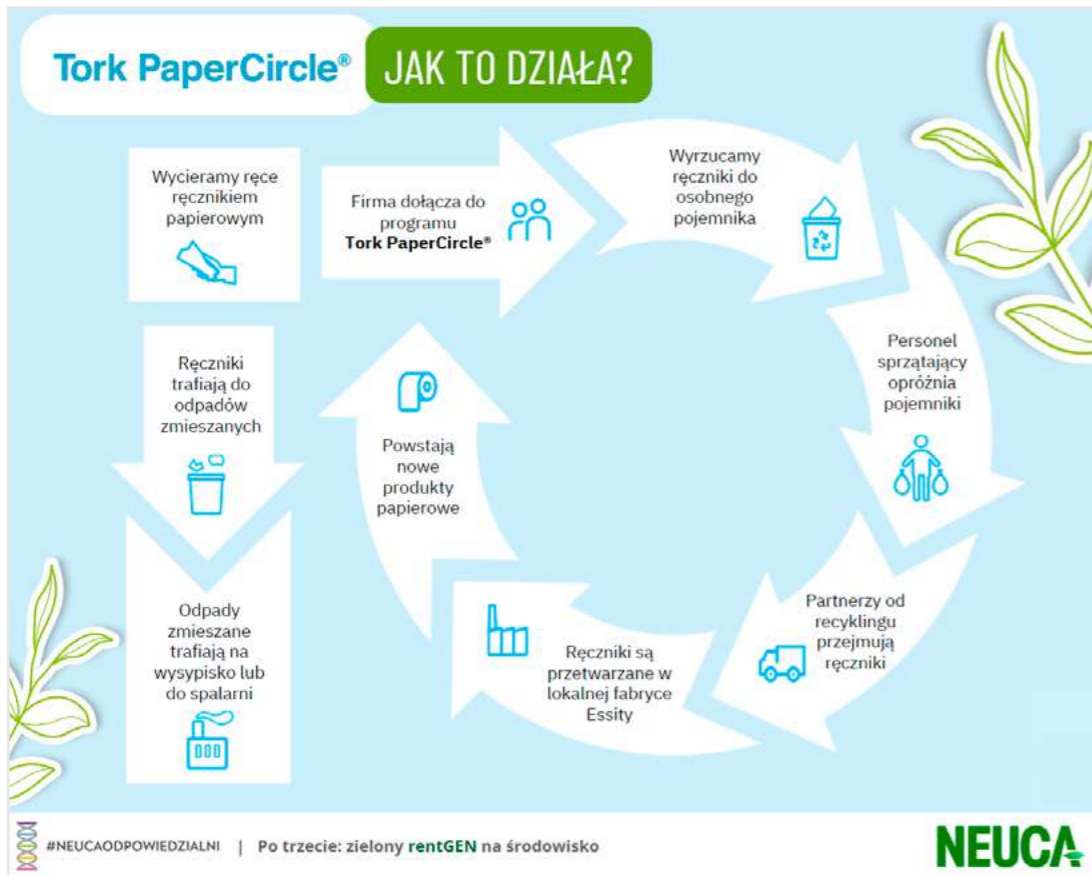 Tork PaperCircle®
JAK TO DZIAŁA?
Wycieramy ręce
ręcznikiem
papierowym
Ręczniki
trafiają do
odpadów
zmieszanych
Odpady
zmieszane
trafiają na
wysypisko lub
do spalarni
Firma dołącza do
programu
Tork PaperCircle®
Wyrzucamy
ręczniki do
osobnego
pojemnika
Personel
sprzątający
opróżnia
pojemniki
Partnerzy od
recyklingu
przejmują
ręczniki
Ręczniki są
przetwarzane w
lokalnej fabryce
Essity
Powstają
nowe
produkty
papierowe
#NEUCAODPOWIEDZIALNI | Po trzecie: zielony rentGEN na środowisko
NEUCA